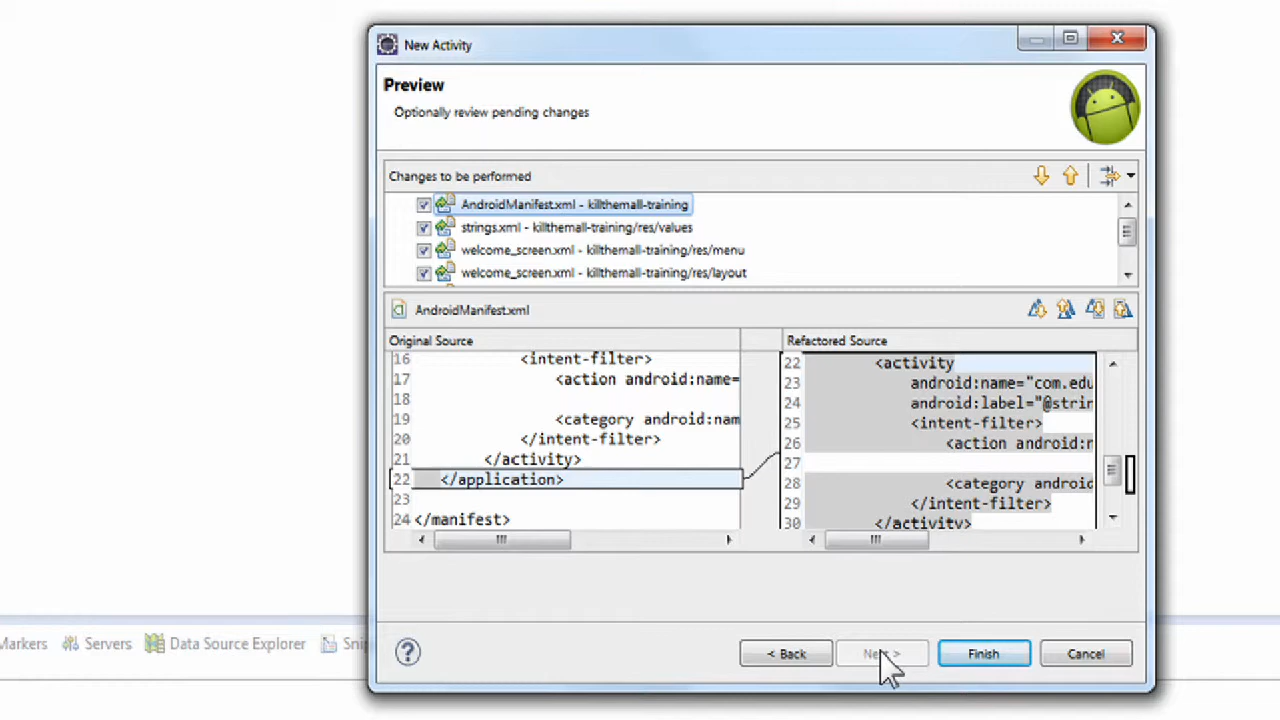 New Activity
Preview
Optionally review pending changes
Changes to be performed
AndroidManifest.xml - killthemall-training
strings.xml - killthemall-training/res/values
welcome_screen.xml - killthemall-training/res/menu
welcome_screen.xml - killthemall-training/res/layout
AndroidManifest.xml
Original Source
16 <intent-filter>
17 <action android:name=
18
19 <category android:nam
20 </intent-filter>
21 </activity>
22 </application>
23
24 </manifest>
Refactored Source
22 <activity
23 android:name="com.edu
24 android:label="@strin
25 <intent-filter>
26 <action android:n
27
28 <category android
29 </intent-filter>
30 </activity>
Markers Servers Data Source Explorer Snip
? < Back Next > Finish Cancel